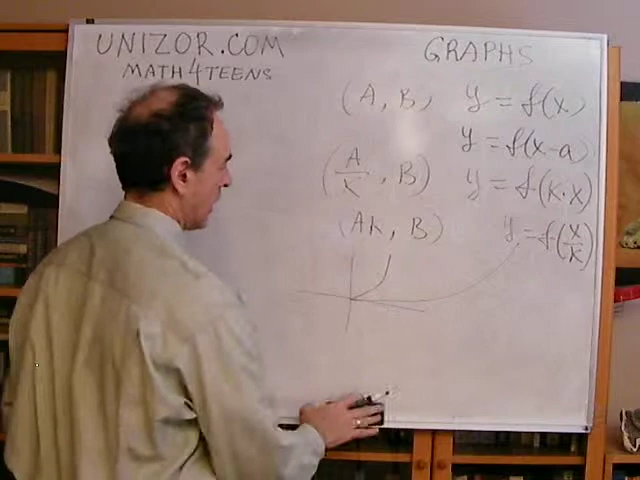 UNIZOR.COM
MATH4TEENS
GRAPHS
(A, B) y = f(x)
y = f(x-a)
(A/K, B) y = f(K·x)
(AK, B) y = f(x/K)